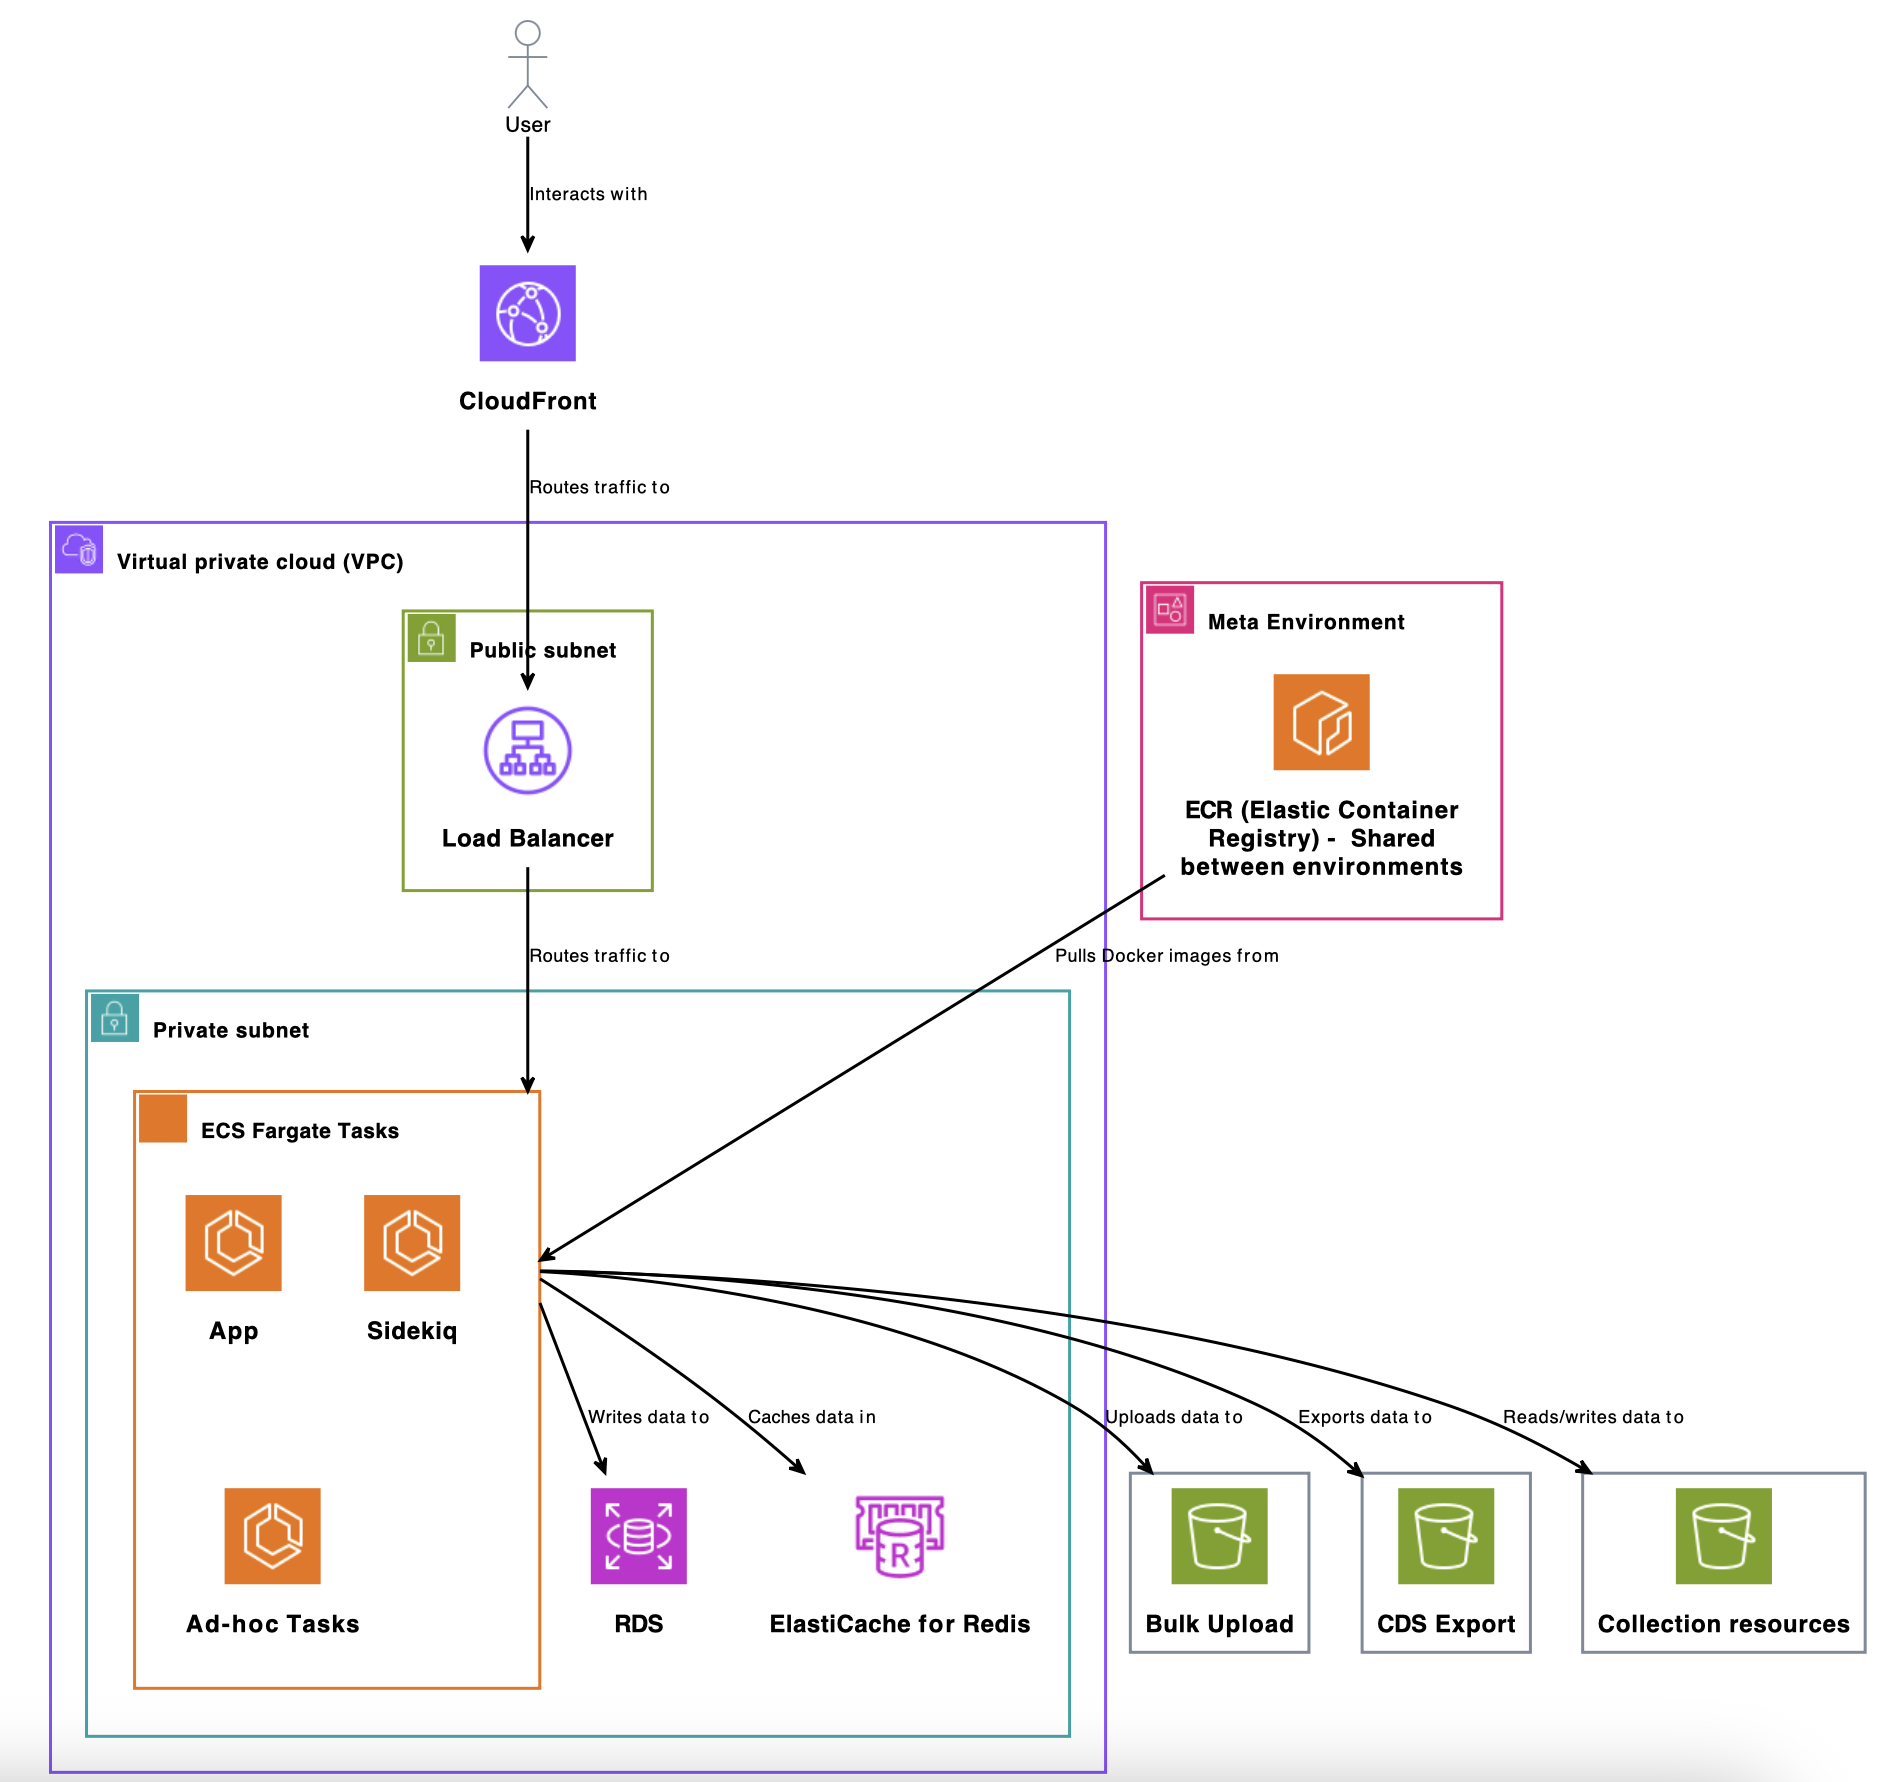 User
Interacts with
CloudFront
Routes traffic to
Virtual private cloud (VPC)
Public subnet
Load Balancer
Meta Environment
ECR (Elastic Container
Registry) -  Shared
between environments
Routes traffic to
Pulls Docker images from
Private subnet
ECS Fargate Tasks
App
Sidekiq
Writes data to
Caches data in
Uploads data to
Exports data to
Reads/writes data to
Ad-hoc Tasks
RDS
R
ElastiCache for Redis
Bulk Upload
CDS Export
Collection resources